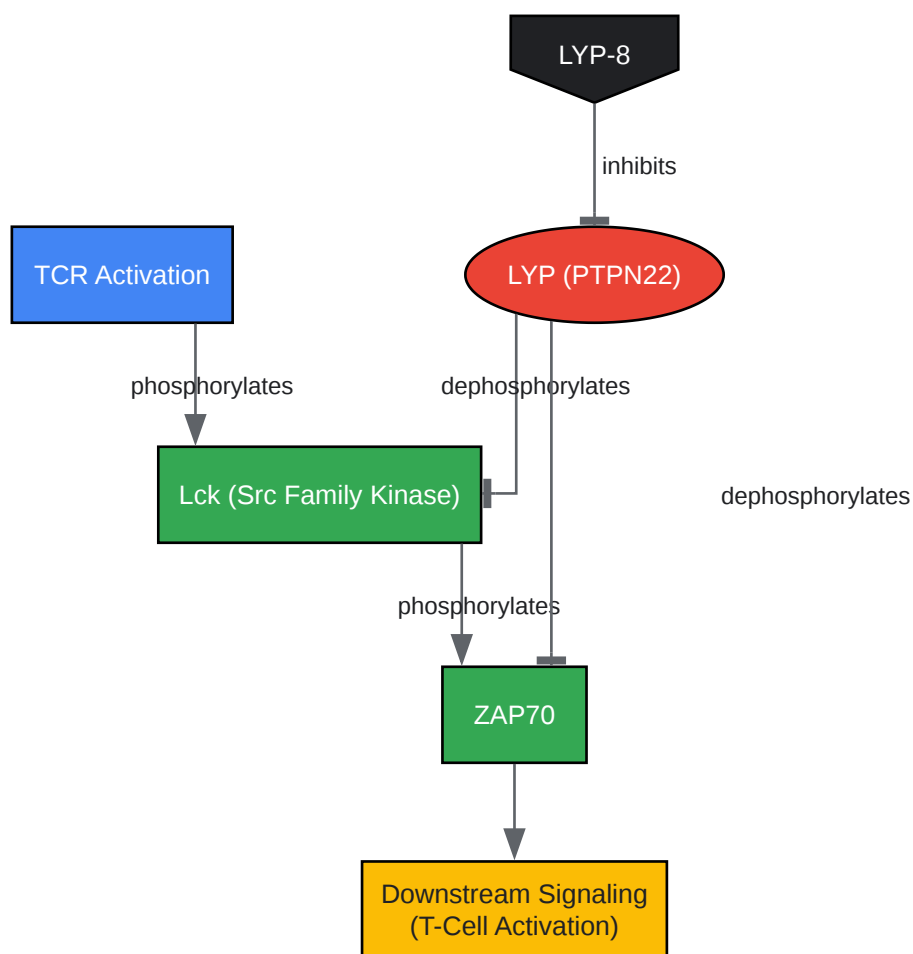 LYP-8
inhibits
TCR Activation
LYP (PTPN22)
phosphorylates
dephosphorylates
Lck (Src Family Kinase)
dephosphorylates
phosphorylates
ZAP70
Downstream Signaling
(T-Cell Activation)